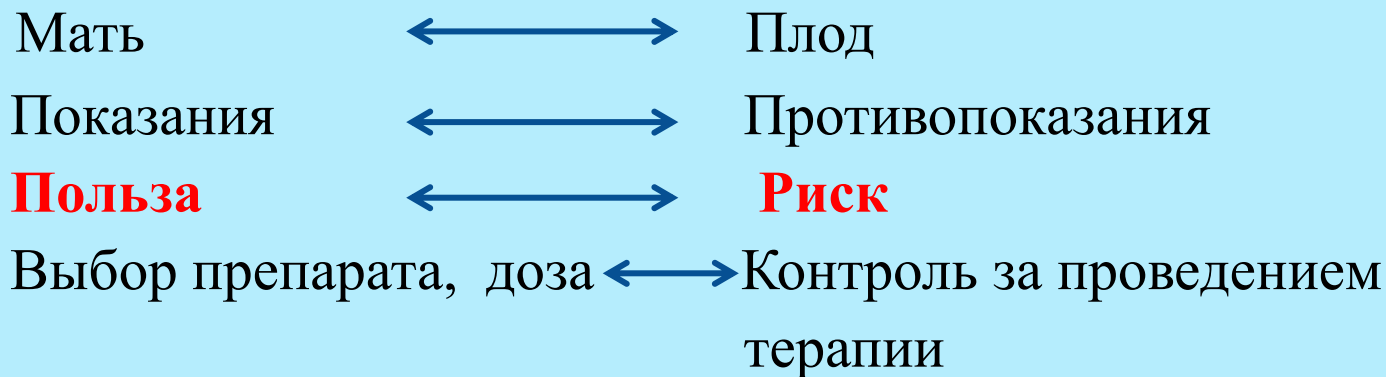 Мать Плод
Показания Противопоказания
Польза Риск
Выбор препарата, доза Контроль за проведением
терапии